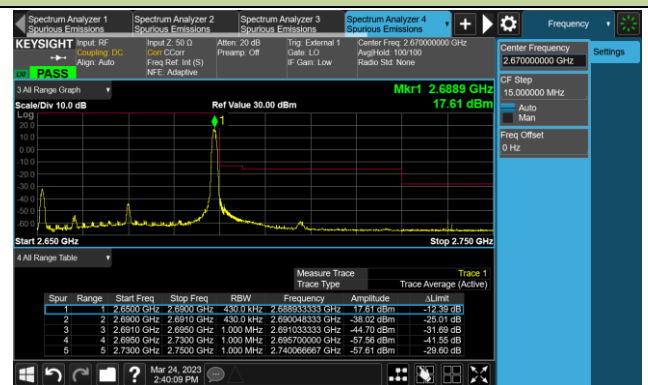 Spectrum Analyzer 1
Spurious Emissions
Spectrum Analyzer 2
Spurious Emissions
Spectrum Analyzer 3
Spurious Emissions
Spectrum Analyzer 4
Spurious Emissions
Frequency
KEYSIGHT
Input: RF
Coupling: DC
Align: Auto
Input Z: 50 Ω
Corr CCorr
Freq Ref: Int (S)
NFE: Adaptive
Atten: 20 dB
Preamp: Off
Trig: External 1
Gate: LO
IF Gain: Low
Center Freq: 2.670000000 GHz
Avg|Hold: 100/100
Radio Std: None
PASS
Center Frequency
2.670000000 GHz
Settings
CF Step
15.000000 MHz
Auto
Man
Freq Offset
0 Hz
3 All Range Graph
Mkr1 2.6889 GHz
Scale/Div 10.0 dB
Ref Value 30.00 dBm
17.61 dBm
Log
1
20.0
10.0
0.00
-10.0
-20.0
-30.0
-40.0
-50.0
-60.0
Start 2.650 GHz
Stop 2.750 GHz
4 All Range Table
Measure Trace Trace 1
Trace Type Trace Average (Active)
Spur Range Start Freq Stop Freq RBW Frequency Amplitude ΔLimit
1 1 2.6500 GHz 2.6900 GHz 430.0 kHz 2.688933333 GHz 17.61 dBm -12.39 dB
2 2 2.6900 GHz 2.6910 GHz 430.0 kHz 2.690048333 GHz -38.02 dBm -25.01 dB
3 3 2.6910 GHz 2.6950 GHz 1.000 MHz 2.691033333 GHz -44.70 dBm -31.69 dB
4 4 2.6950 GHz 2.7300 GHz 1.000 MHz 2.695700000 GHz -57.56 dBm -41.55 dB
5 5 2.7300 GHz 2.7500 GHz 1.000 MHz 2.740066667 GHz -57.61 dBm -29.60 dB
Mar 24, 2023
2:40:09 PM